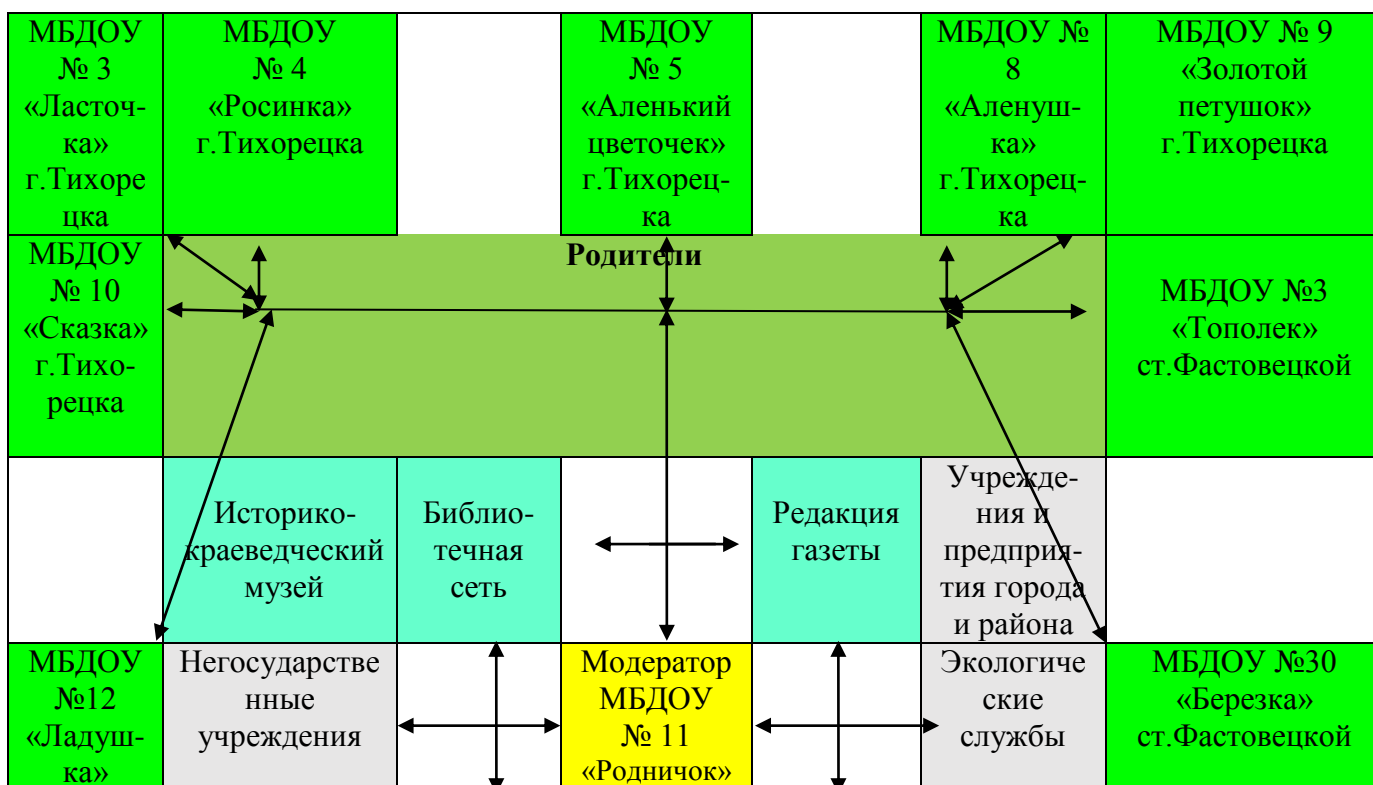 МБДОУ
№ 3
«Ласточ-
ка»
г.Тихоре
цка
МБДОУ
№ 4
«Росинка»
г.Тихорецка
МБДОУ
№ 5
«Аленький
цветочек»
г.Тихорец-
ка
МБДОУ №
8
«Аленуш-
ка»
г.Тихорец-
ка
МБДОУ № 9
«Золотой
петушок»
г.Тихорецка
МБДОУ
№ 10
«Сказка»
г.Тихо-
рецка
Родители
МБДОУ №3
«Тополек»
ст.Фастовецкой
Историко-
краеведческий
музей
Библио-
течная
сеть
Редакция
газеты
Учрежде-
ния и
предприя-
тия города
и района
МБДОУ
№12
«Ладуш-
ка»
Негосударстве
нные
учреждения
Модератор
МБДОУ
№ 11
«Родничок»
Экологиче
ские
службы
МБДОУ №30
«Березка»
ст.Фастовецкой